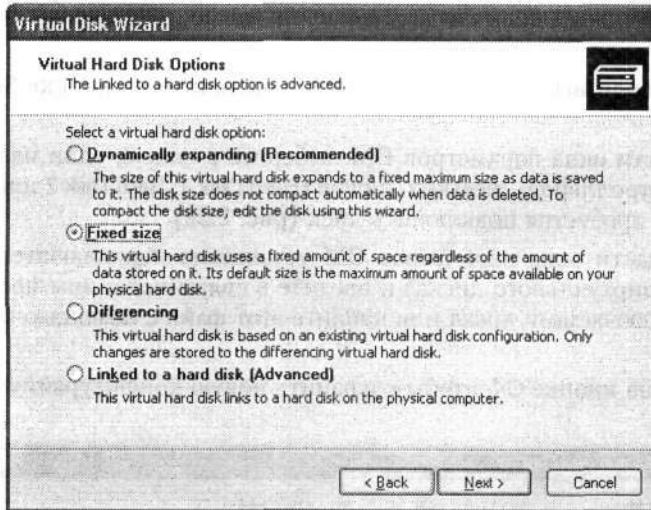 Virtual Disk Wizard
Virtual Hard Disk Options
The Linked to a hard disk option is advanced.
Select a virtual hard disk option:
Dynamically expanding (Recommended)
The size of this virtual hard disk expands to a fixed maximum size as data is saved
to it. The disk size does not compact automatically when data is deleted. To
compact the disk size, edit the disk using this wizard.
Fixed size
This virtual hard disk uses a fixed amount of space regardless of the amount of
data stored on it. Its default size is the maximum amount of space available on your
physical hard disk.
Differencing
This virtual hard disk is based on an existing virtual hard disk configuration. Only
changes are stored to the differencing virtual hard disk.
Linked to a hard disk (Advanced)
This virtual hard disk links to a hard disk on the physical computer.
< Back
Next >
Cancel